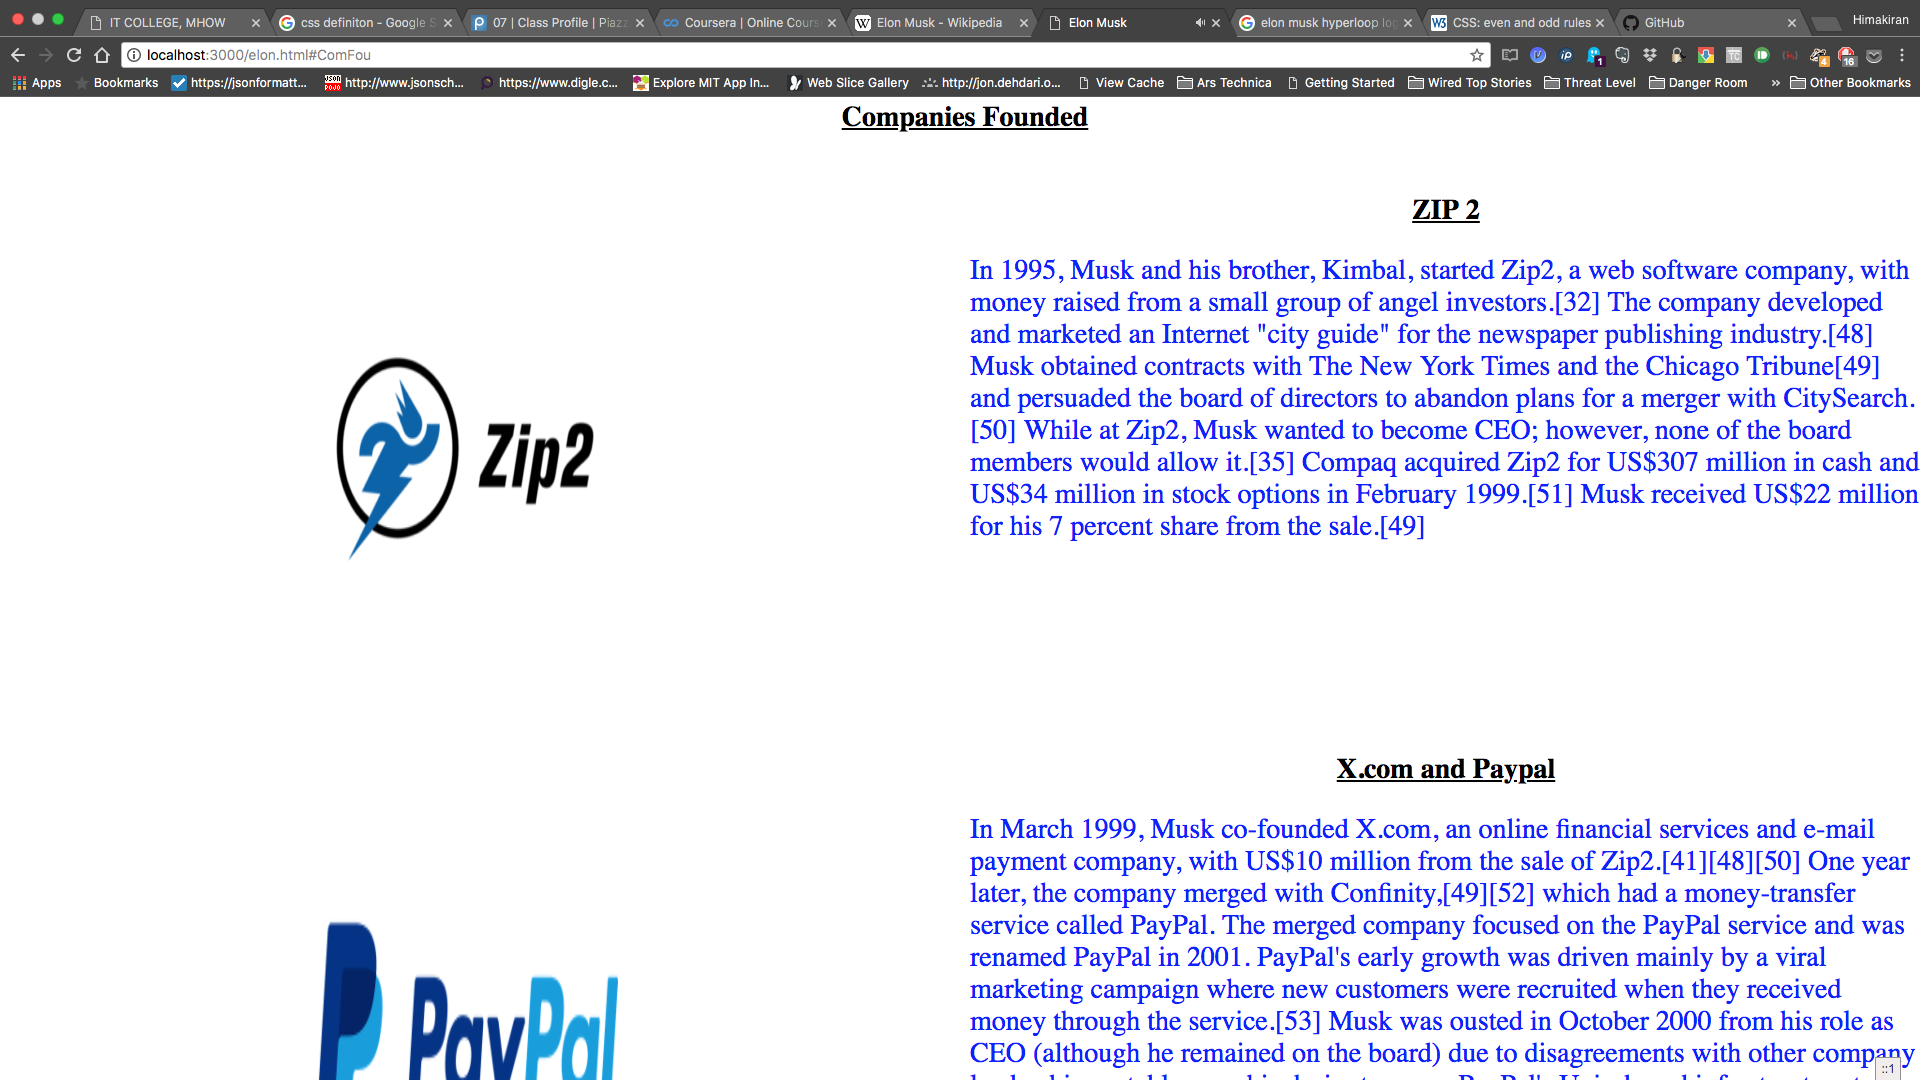 IT COLLEGE, MHOW
css definiton - Google S
07 | Class Profile | Piazz
Coursera | Online Cours
Elon Musk - Wikipedia
Elon Musk
elon musk hyperloop log
CSS: even and odd rules
GitHub
Himakiran
localhost:3000/elon.html#ComFou
Apps
Bookmarks
https://jsonformatt...
http://www.jsonsch...
https://www.digle.c...
Explore MIT App In...
Web Slice Gallery
http://jon.dehdari.o...
View Cache
Ars Technica
Getting Started
Wired Top Stories
Threat Level
Danger Room
»
Other Bookmarks
Companies Founded
ZIP 2
In 1995, Musk and his brother, Kimbal, started Zip2, a web software company, with
money raised from a small group of angel investors.[32] The company developed
and marketed an Internet "city guide" for the newspaper publishing industry.[48]
Musk obtained contracts with The New York Times and the Chicago Tribune[49]
and persuaded the board of directors to abandon plans for a merger with CitySearch.
[50] While at Zip2, Musk wanted to become CEO; however, none of the board
members would allow it.[35] Compaq acquired Zip2 for US$307 million in cash and
US$34 million in stock options in February 1999.[51] Musk received US$22 million
for his 7 percent share from the sale.[49]
Zip2
X.com and Paypal
In March 1999, Musk co-founded X.com, an online financial services and e-mail
payment company, with US$10 million from the sale of Zip2.[41][48][50] One year
later, the company merged with Confinity,[49][52] which had a money-transfer
service called PayPal. The merged company focused on the PayPal service and was
renamed PayPal in 2001. PayPal's early growth was driven mainly by a viral
marketing campaign where new customers were recruited when they received
money through the service.[53] Musk was ousted in October 2000 from his role as
CEO (although he remained on the board) due to disagreements with other company
PayPal
::1